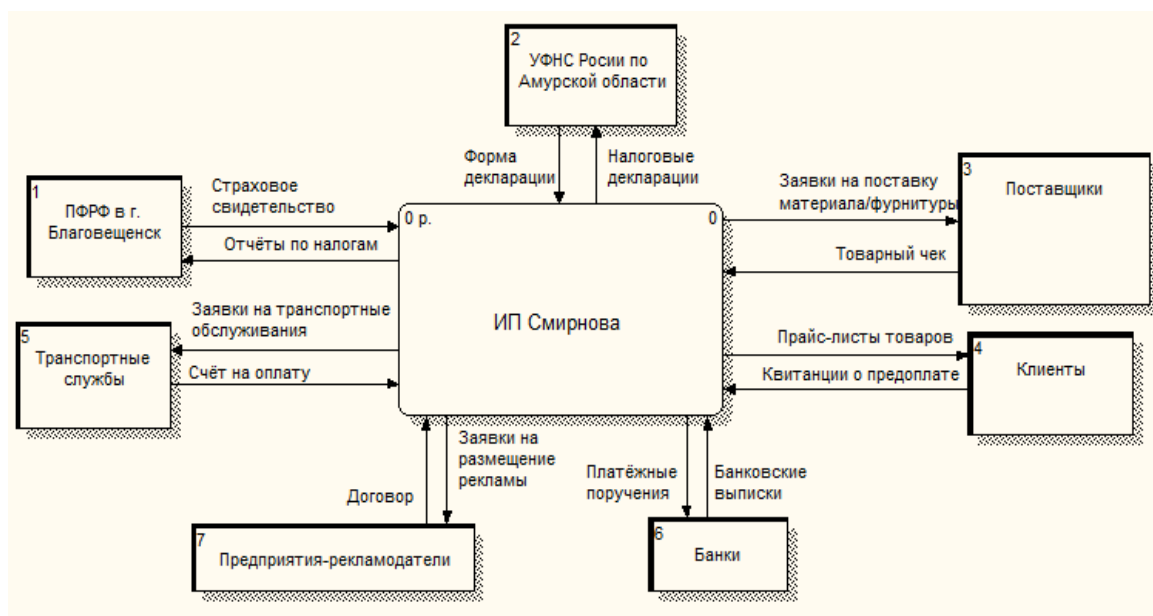 2
УФНС Росии по
Амурской области
Форма
декларации
Налоговые
декларации
1
ПФРФ в г.
Благовещенск
Страховое
свидетельство
Отчёты по налогам
0 р.
0
ИП Смирнова
Заявки на поставку
материала/фурнитуры
Товарный чек
3
Поставщики
Заявки на транспортные
обслуживания
Счёт на оплату
5
Транспортные
службы
Прайс-листы товаров
Квитанции о предоплате
4
Клиенты
Договор
Заявки на
размещение
рекламы
Платёжные
поручения
Банковские
выписки
7
Предприятия-рекламодатели
6
Банки